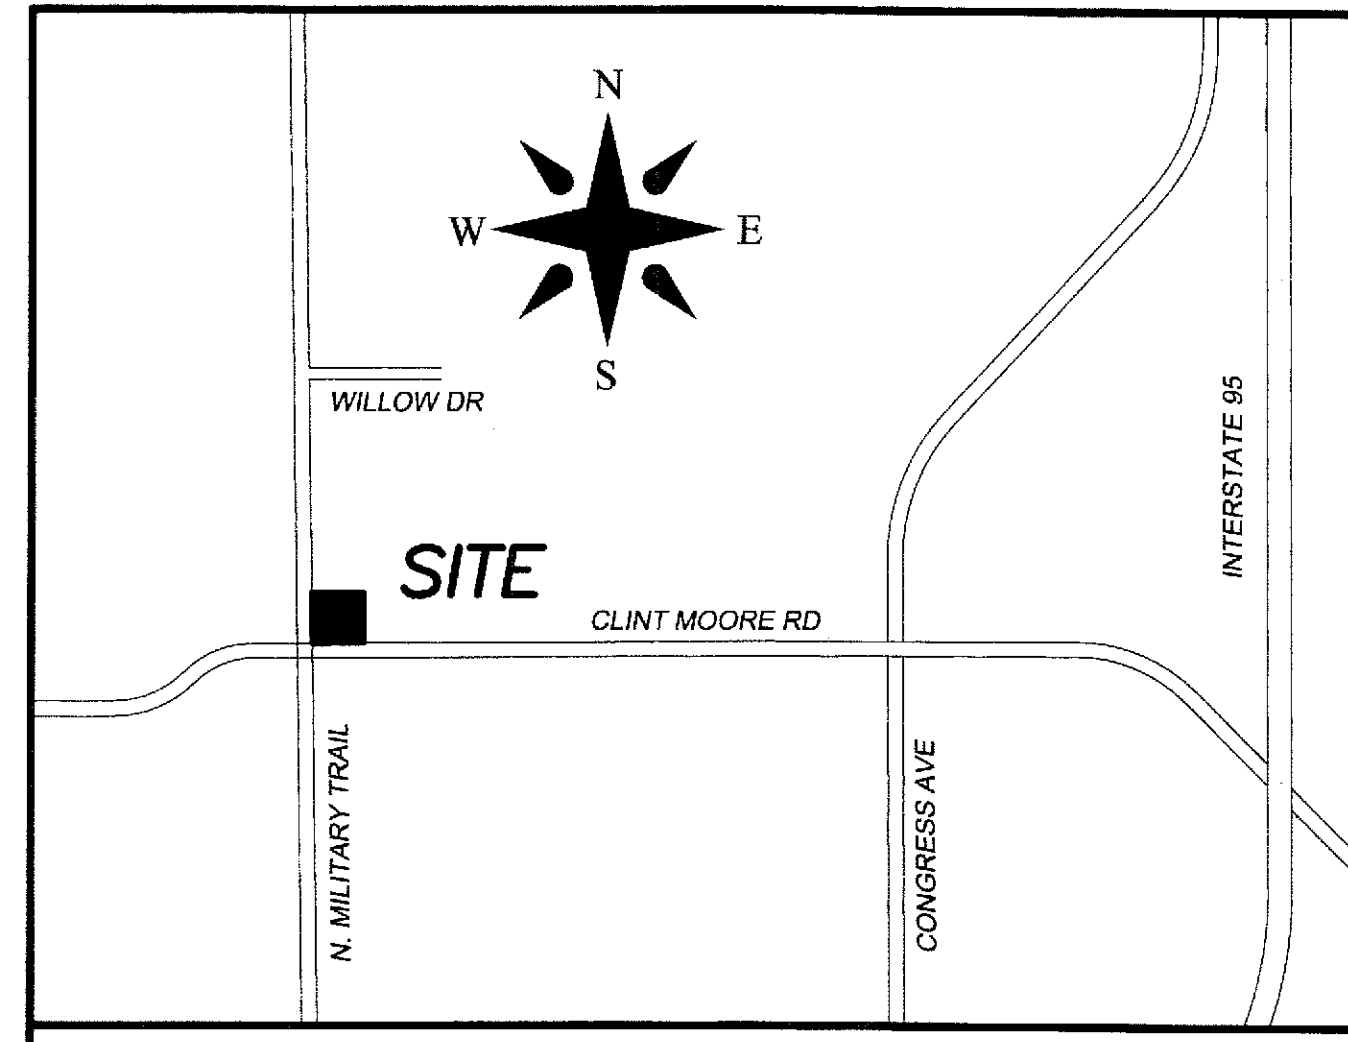 N
W
E
S
WILLOW DR
INTERSTATE 95
SITE
CLINT MOORE RD
N. MILITARY TRAIL
CONGRESS AVE